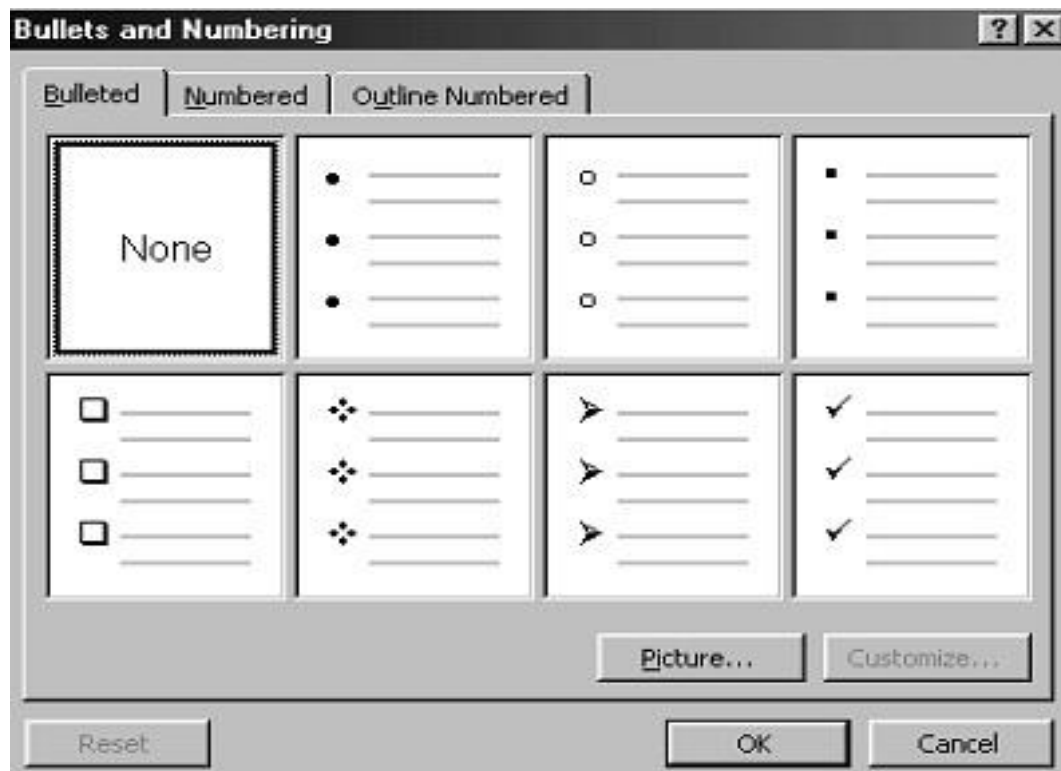 Bullets and Numbering
Bulleted Numbered Outline Numbered
None
Picture... Customize...
Reset OK Cancel